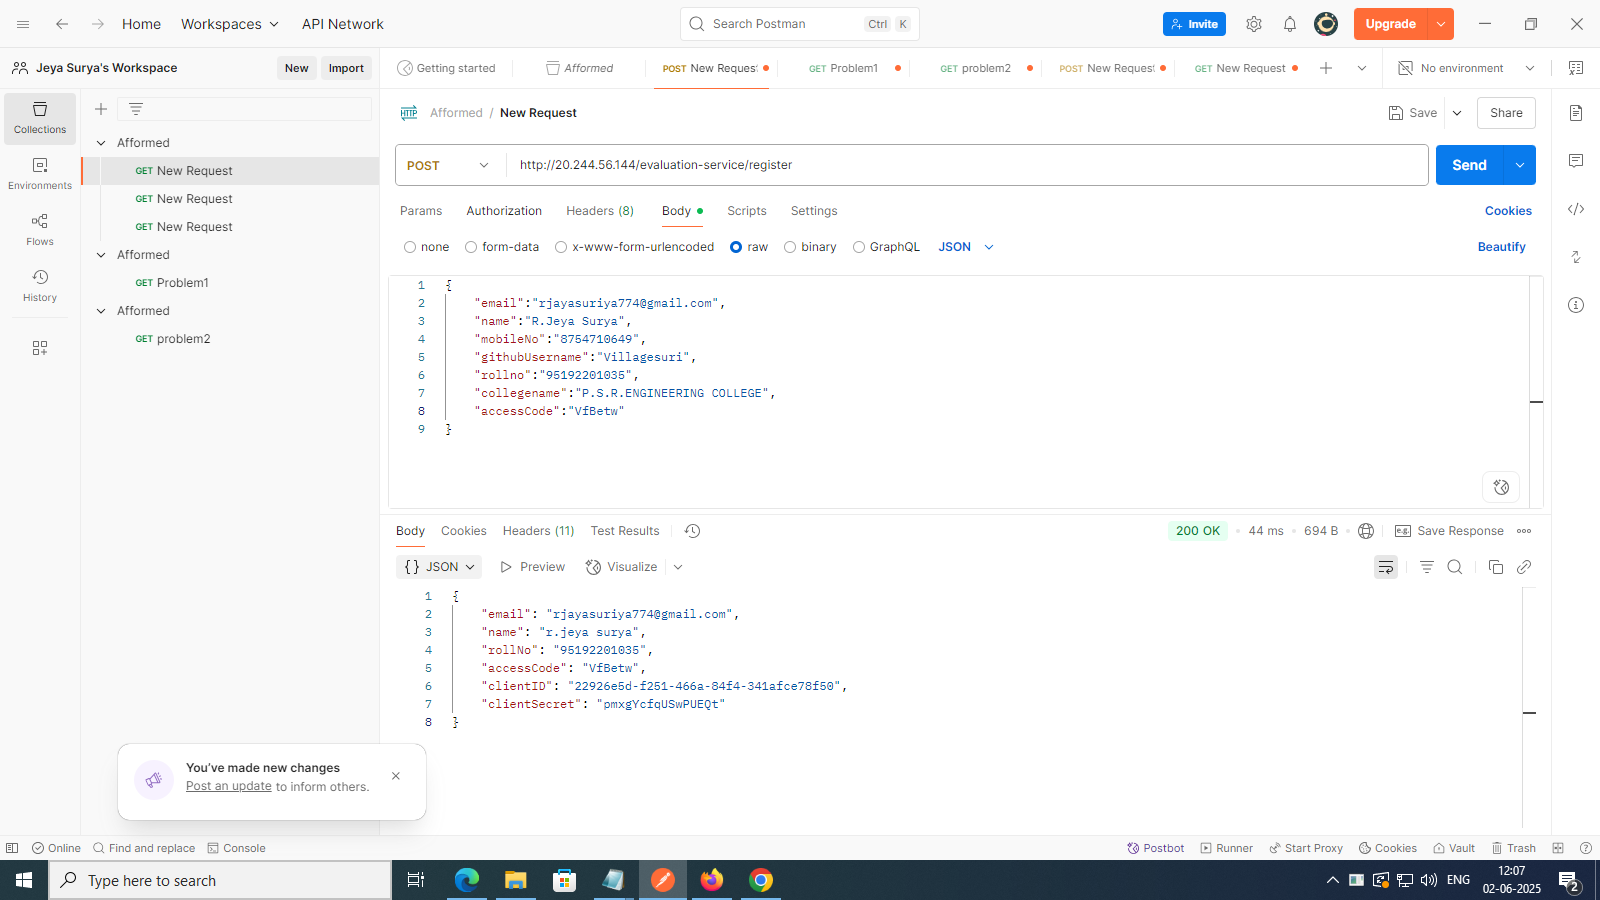 Home
Workspaces
API Network
Search Postman
Ctrl K
Invite
Upgrade
Jeya Surya's Workspace
New
Import
Getting started
Afformed
POST New Reques
GET Problem1
GET problem2
POST New Reques
GET New Request
No environment
Collections
Environments
Flows
History
Afformed
GET New Request
GET New Request
GET New Request
Afformed
GET Problem1
Afformed
GET problem2
HTTP
Afformed / New Request
Save
Share
POST
http://20.244.56.144/evaluation-service/register
Send
Params
Authorization
Headers (8)
Body
Scripts
Settings
Cookies
none
form-data
x-www-form-urlencoded
raw
binary
GraphQL
JSON
Beautify
1 {
2 "email":"rjayasuriya774@gmail.com",
3 "name":"R.Jeya Surya",
4 "mobileNo":"8754710649",
5 "githubUsername":"Villagesuri",
6 "rollno":"95192201035",
7 "collegename":"P.S.R.ENGINEERING COLLEGE",
8 "accessCode":"VfBetw"
9 }
Body
Cookies
Headers (11)
Test Results
200 OK
44 ms
694 B
e.g.
Save Response
{} JSON
Preview
Visualize
1 {
2 "email": "rjayasuriya774@gmail.com",
3 "name": "r.jeya surya",
4 "rollNo": "95192201035",
5 "accessCode": "VfBetw",
6 "clientID": "22926e5d-f251-466a-84f4-341afce78f50",
7 "clientSecret": "pmxgYcfqUSwPUEQt"
8 }
You've made new changes
Post an update to inform others.
Online
Find and replace
Console
Postbot
Runner
Start Proxy
Cookies
Vault
Trash
Type here to search
ENG
12:07
02-06-2025
2